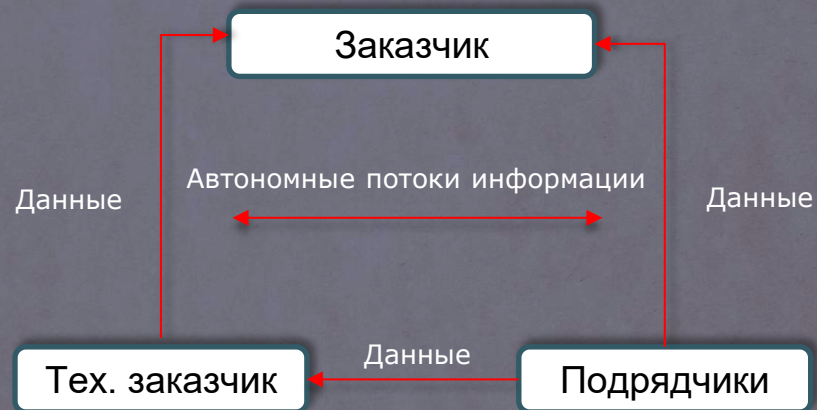 Заказчик
Автономные потоки информации
Данные
Данные
Данные
Тех. заказчик
Подрядчики